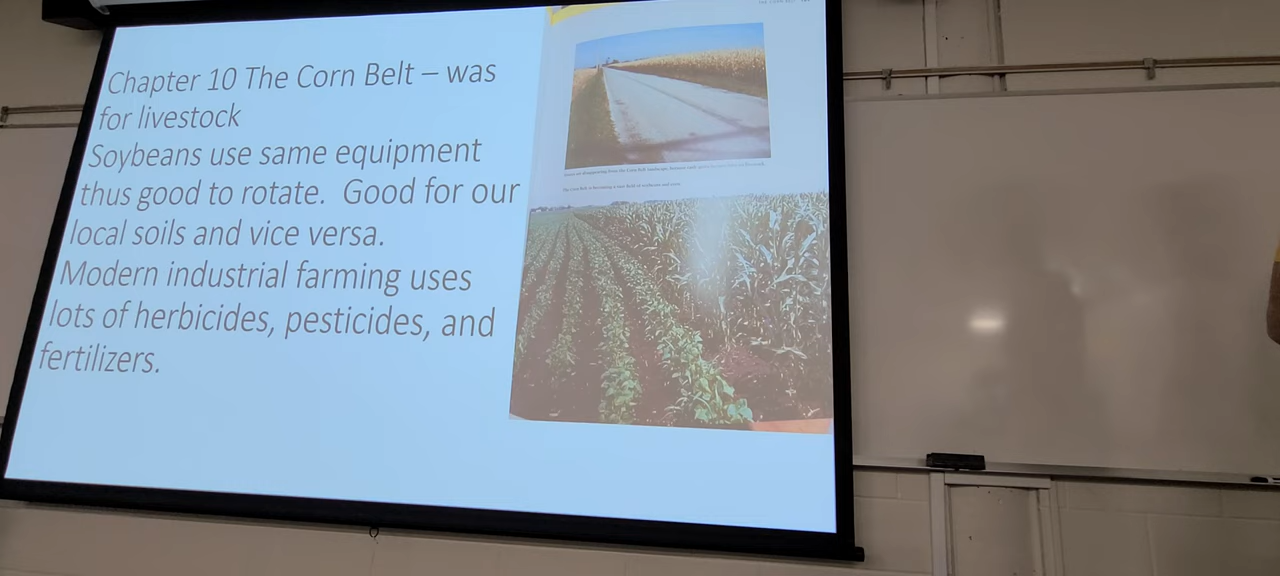 Chapter 10 The Corn Belt – was
for livestock
Soybeans use same equipment
thus good to rotate.  Good for our
local soils and vice versa.
Modern industrial farming uses
lots of herbicides, pesticides, and
fertilizers.